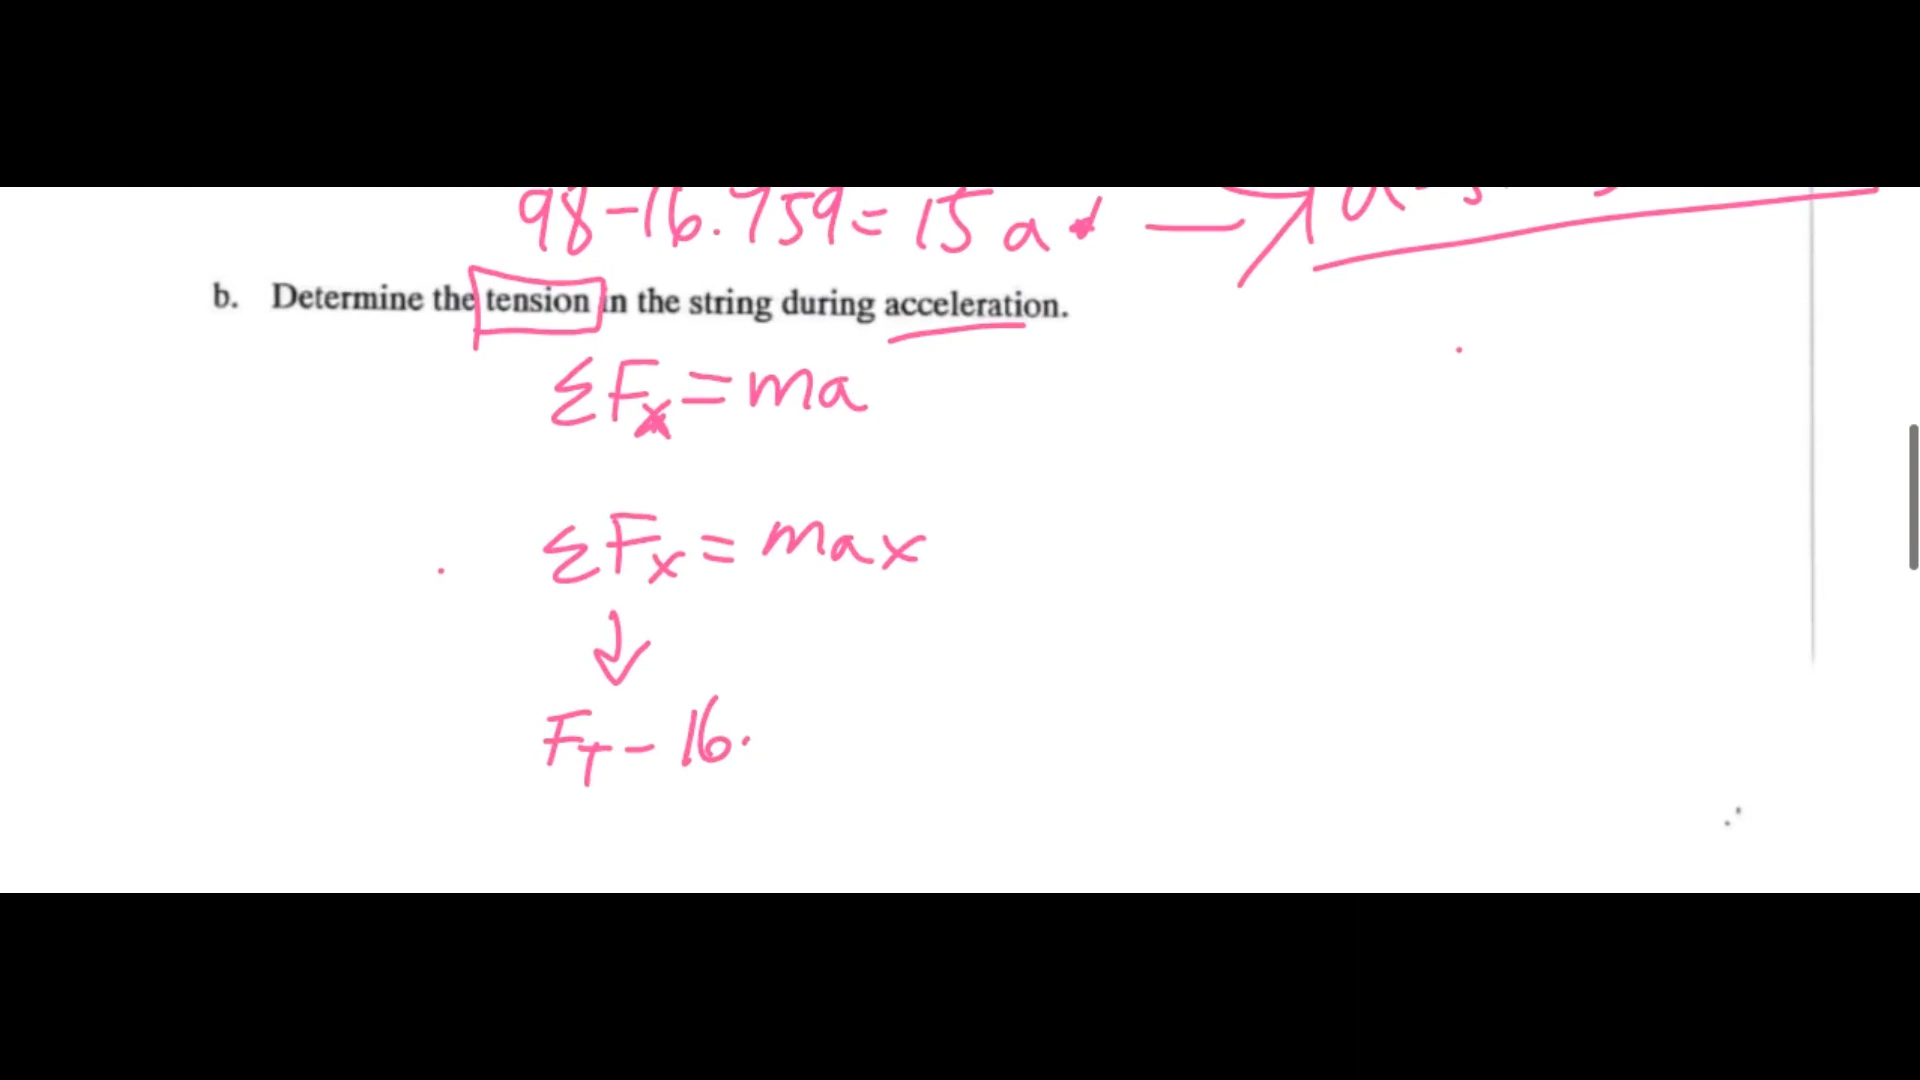 98-16.759=15a
b. Determine the tension in the string during acceleration.
ΣFx=ma
ΣFx=max
↓
FT-16.